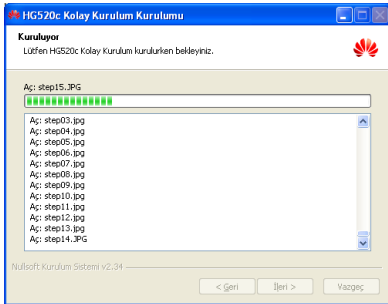 HG520c Kolay Kurulum Kurulumu
Kuruluyor
Lütfen HG520c Kolay Kurulum kurulurken bekleyiniz.
Aç: step15.JPG
Aç: step03.jpg
Aç: step04.jpg
Aç: step05.jpg
Aç: step06.jpg
Aç: step07.jpg
Aç: step08.jpg
Aç: step09.jpg
Aç: step10.jpg
Aç: step11.jpg
Aç: step12.jpg
Aç: step13.jpg
Aç: step14.JPG
Nullsoft Kurulum Sistemi v2.34
< Geri İleri > Vazgeç